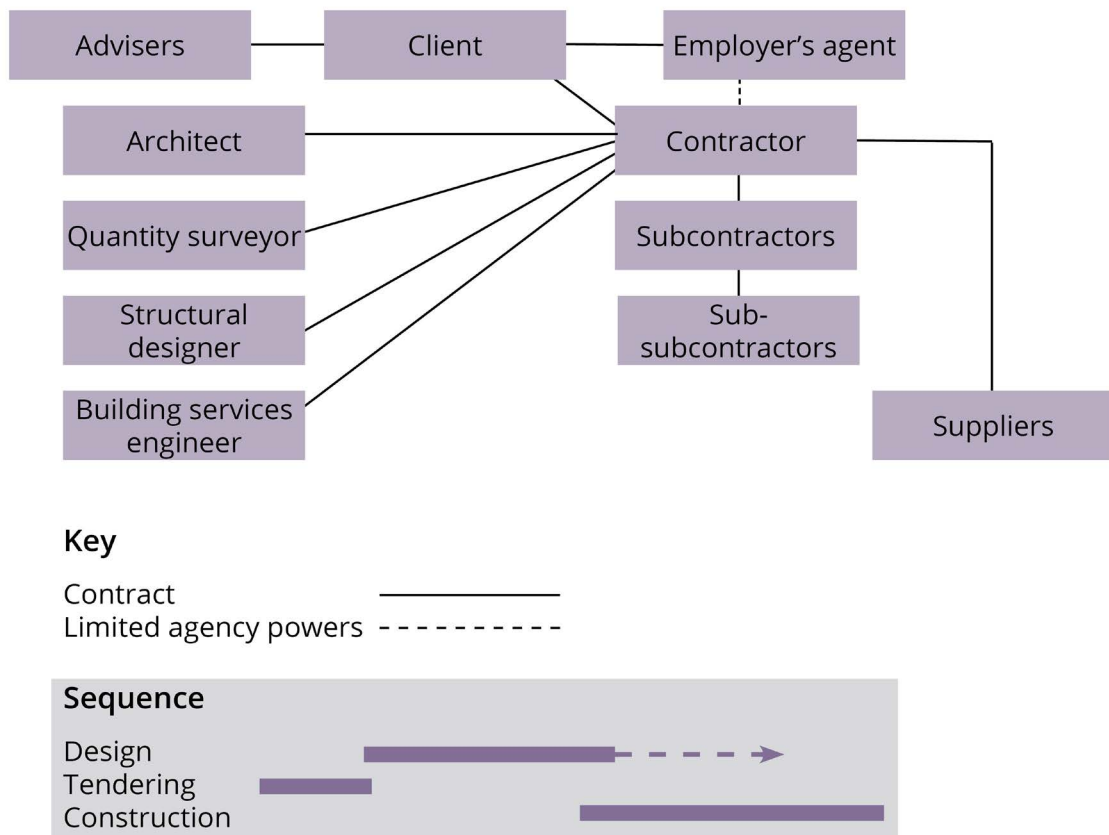 Advisers
Client
Employer’s agent
Architect
Contractor
Quantity surveyor
Subcontractors
Structural
designer
Sub-
subcontractors
Building services
engineer
Suppliers
Key
Contract
Limited agency powers
Sequence
Design
Tendering
Construction